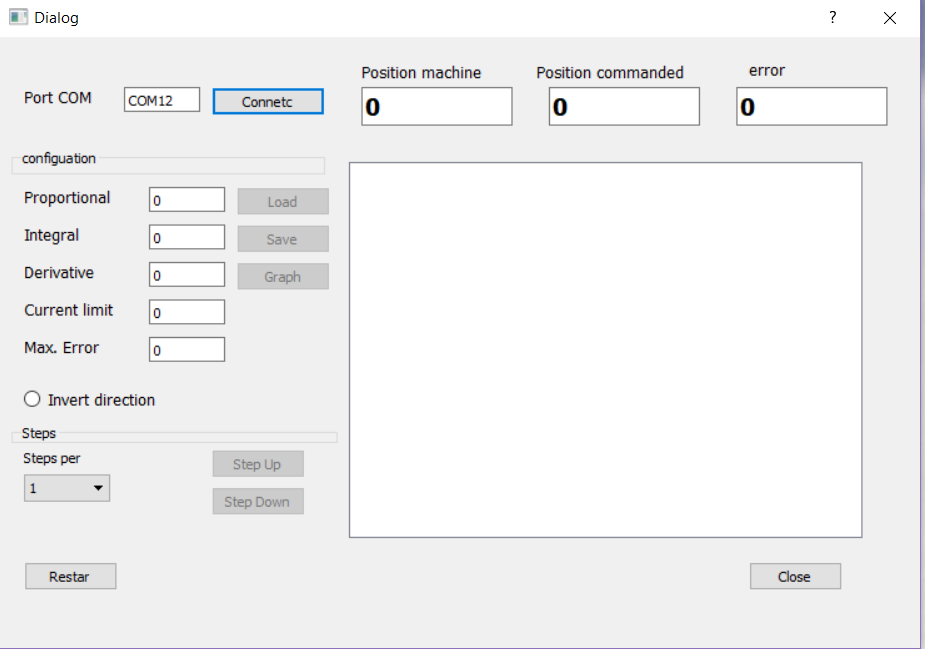 Dialog
?
Position machine Position commanded error
Port COM COM12 Connetc 0 0 0
configuation
Proportional 0 Load
Integral 0 Save
Derivative 0 Graph
Current limit 0
Max. Error 0
Invert direction
Steps
Steps per
1
Step Up
Step Down
Restar Close